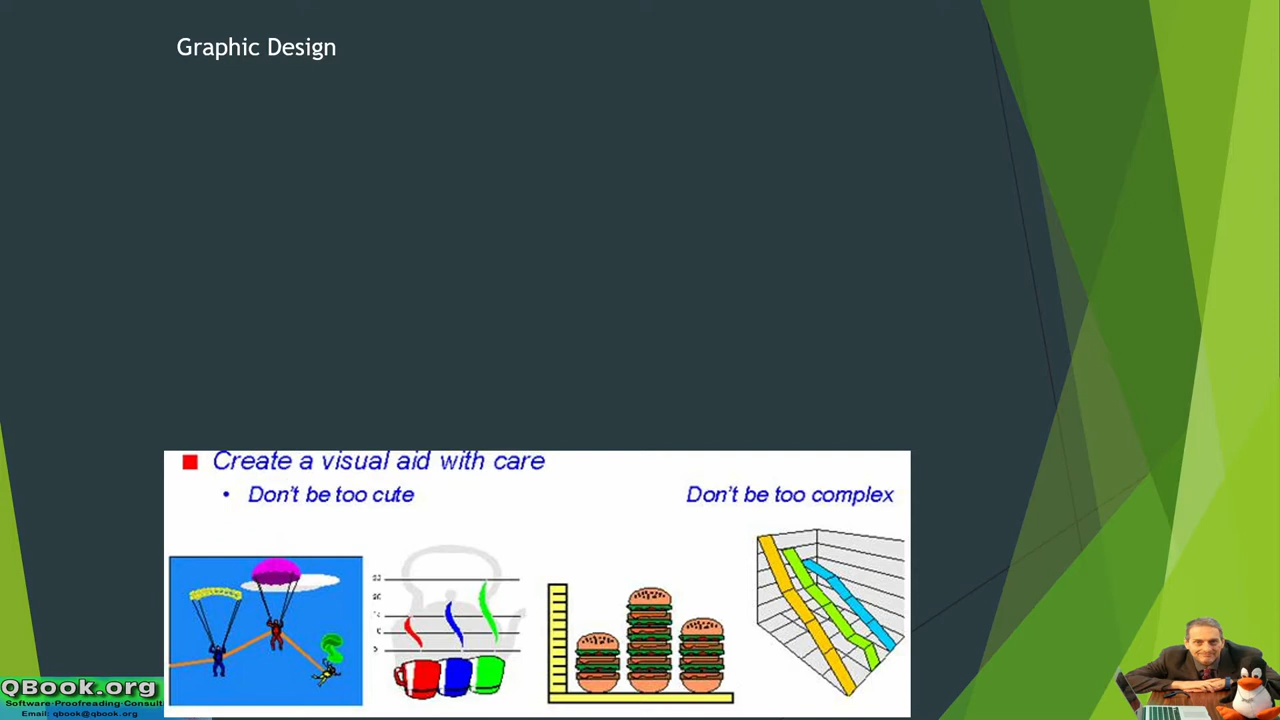 Graphic Design
Create a visual aid with care
• Don't be too cute
Don't be too complex
QBook.org
Software·Proofreading·Consult
Email: qbook@qbook.org